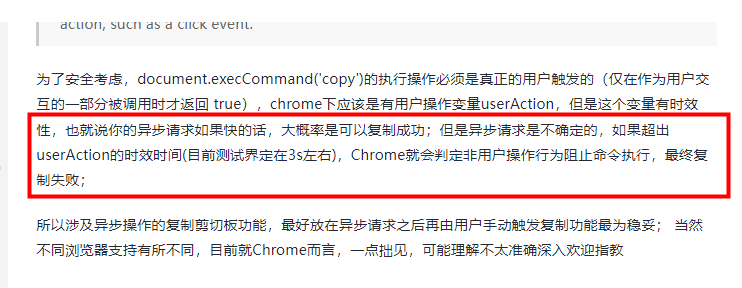 action, such as a click event.
为了安全考虑，document.execCommand('copy')的执行操作必须是真正的用户触发的（仅在作为用户交
互的一部分被调用时才返回 true），chrome下应该是有用户操作变量userAction，但是这个变量有时效
性，也就说你的异步请求如果快的话，大概率是可以复制成功；但是异步请求是不确定的，如果超出
userAction的时效时间(目前测试界定在3s左右)，Chrome就会判定非用户操作行为阻止命令执行，最终复
制失败；
所以涉及异步操作的复制剪切板功能，最好放在异步请求之后再由用户手动触发复制功能最为稳妥； 当然
不同浏览器支持有所不同，目前就Chrome而言，一点拙见，可能理解不太准确深入欢迎指教